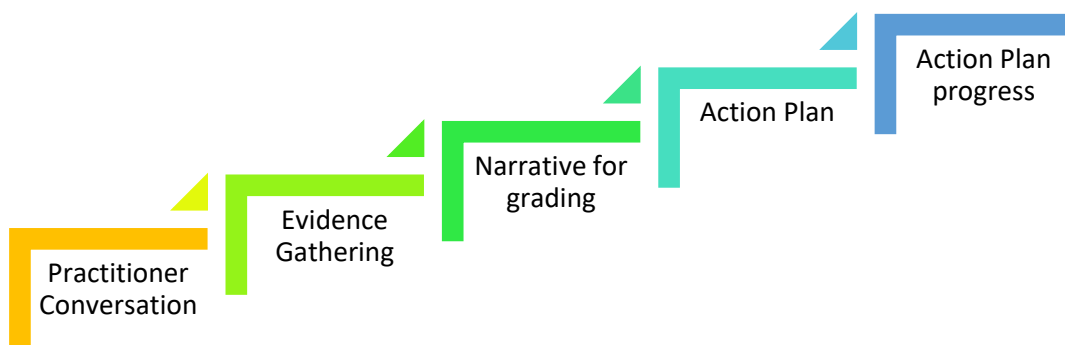 Practitioner
Conversation
Evidence
Gathering
Narrative for
grading
Action Plan
Action Plan
progress